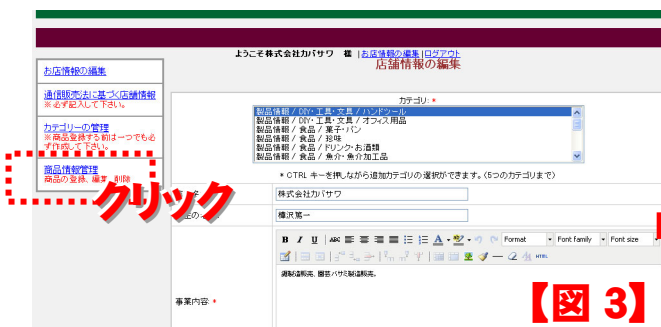 ようこそ株式会社カバサワ 様 | お店情報の編集 | ログアウト
店舗情報の編集
お店情報の編集
通信販売法に基づく店舗情報
※必ず記入して下さい。
カテゴリーの管理
※商品登録する前は一つでも必
ず作成して下さい。
商品情報管理
商品の登録、編集、削除
クリック
カテゴリ: *
製品情報 / DIY・工具・文具 / ハンドツール
製品情報 / DIY・工具・文具 / オフィス用品
製品情報 / 食品 / 菓子・パン
製品情報 / 食品 / 珍味
製品情報 / 食品 / ドリンク・お酒類
製品情報 / 食品 / 魚介・魚介加工品
* CTRL キーを押しながら追加カテゴリの選択ができます。(5つのカテゴリまで)
株式会社カバサワ
樺沢篤一
B I U ABC Format Font family Font size
HTML
事業内容 *
【図 3】